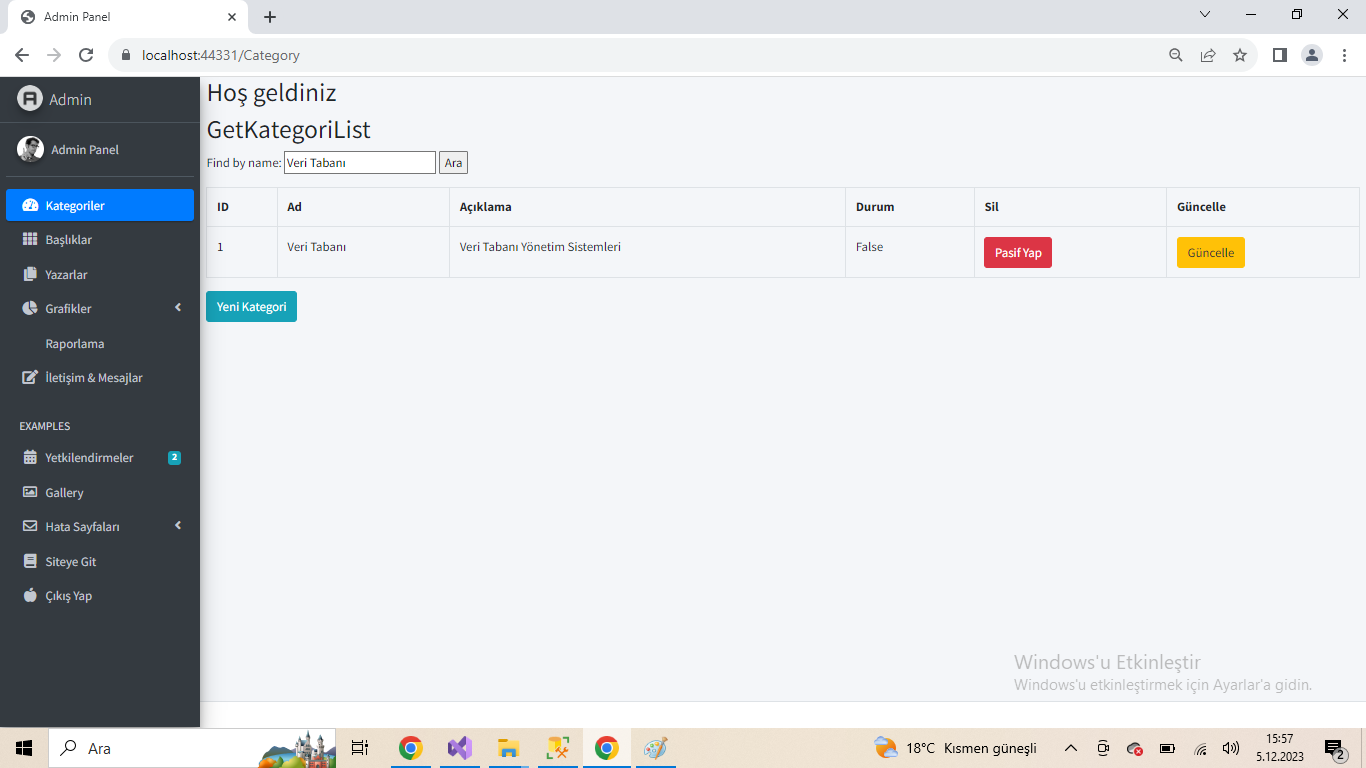 Admin Panel
localhost:44331/Category
Admin
Admin Panel
Kategoriler
Başlıklar
Yazarlar
Grafikler
Raporlama
İletişim & Mesajlar
EXAMPLES
Yetkilendirmeler 2
Gallery
Hata Sayfaları
Siteye Git
Çıkış Yap
Hoş geldiniz
GetKategoriList
Find by name: Veri Tabanı Ara
ID Ad Açıklama Durum Sil Güncelle
1 Veri Tabanı Veri Tabanı Yönetim Sistemleri False Pasif Yap Güncelle
Yeni Kategori
Windows'u Etkinleştir
Windows'u etkinleştirmek için Ayarlar'a gidin.
Ara
18°C Kısmen güneşli
15:57
5.12.2023
2